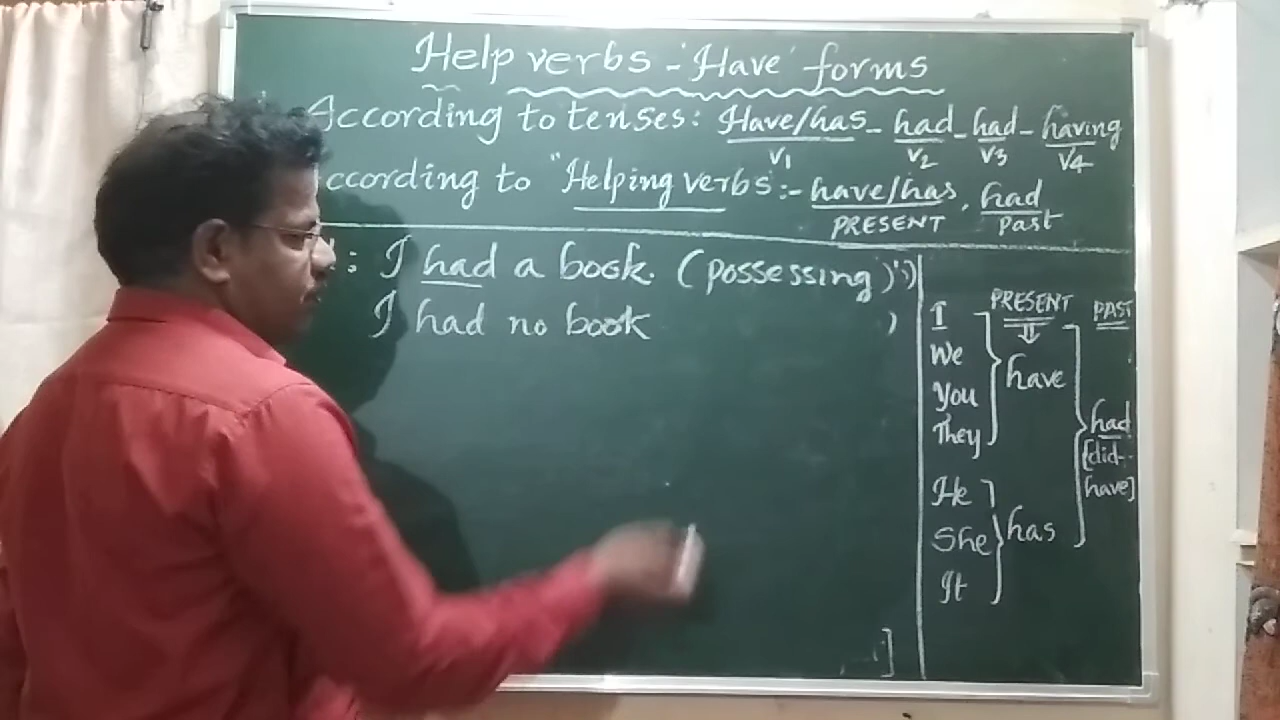 Help verbs - 'Have' forms
According to tenses: Have/has - had - had - having
V1 V2 V3 V4
ccording to "Helping verbs":- have/has, had
PRESENT past
: I had a book. (possessing)'')
I had no book )
PRESENT PAST
I
We
You
They
have
He
She
It
has
had
[did-
have]
]